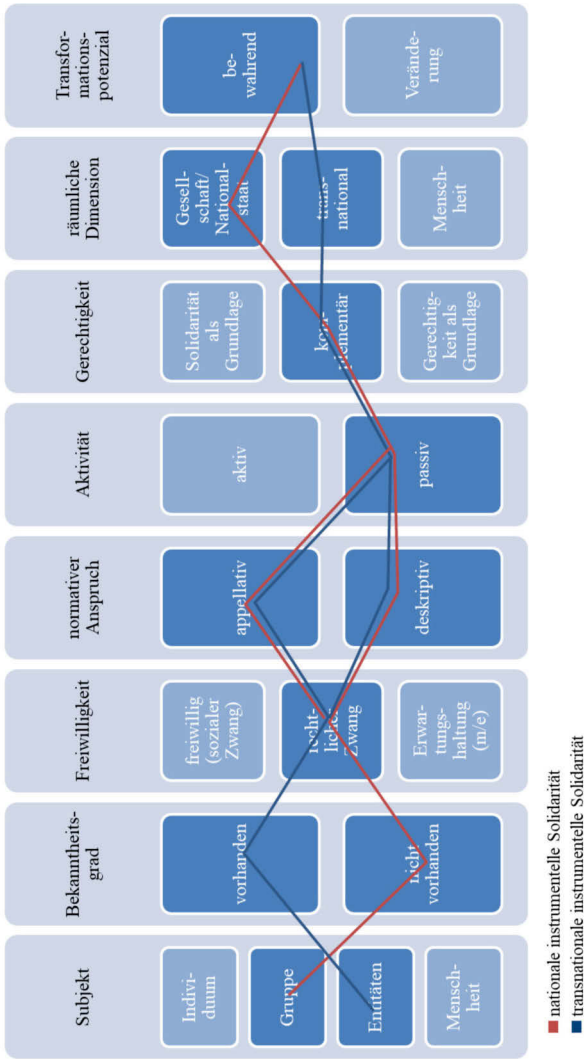 Subjekt
Indivi-
duum
Gruppe
Entitäten
Mensch-
heit
Bekanntheits-
grad
vorhanden
nicht
vorhanden
Freiwilligkeit
freiwillig
(sozialer
Zwang)
recht-
licher
Zwang
Erwar-
tungs-
haltung
(m/e)
normativer
Anspruch
appellativ
deskriptiv
Aktivität
aktiv
passiv
Gerechtigkeit
Solidarität
als
Grundlage
kom-
plementär
Gerechtig-
keit als
Grundlage
räumliche
Dimension
Gesell-
schaft/
National-
staat
trans-
national
Mensch-
heit
Transfor-
mations-
potenzial
be-
wahrend
Verände-
rung
nationale instrumentelle Solidarität
transnationale instrumentelle Solidarität